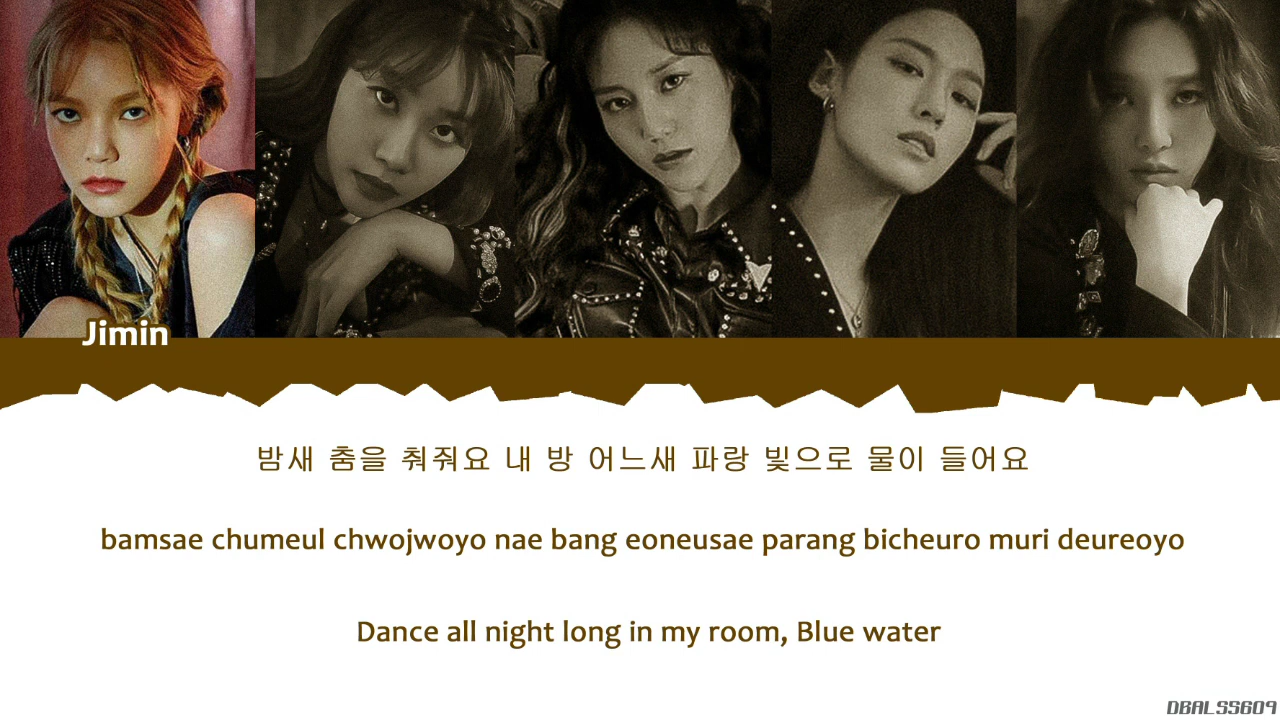 Jimin
밤새 춤을 춰줘요 내 방 어느새 파랑 빛으로 물이 들어요
bamsae chumeul chwojwoyo nae bang eoneusae parang bicheuro muri deureoyo
Dance all night long in my room, Blue water
DBALS5609